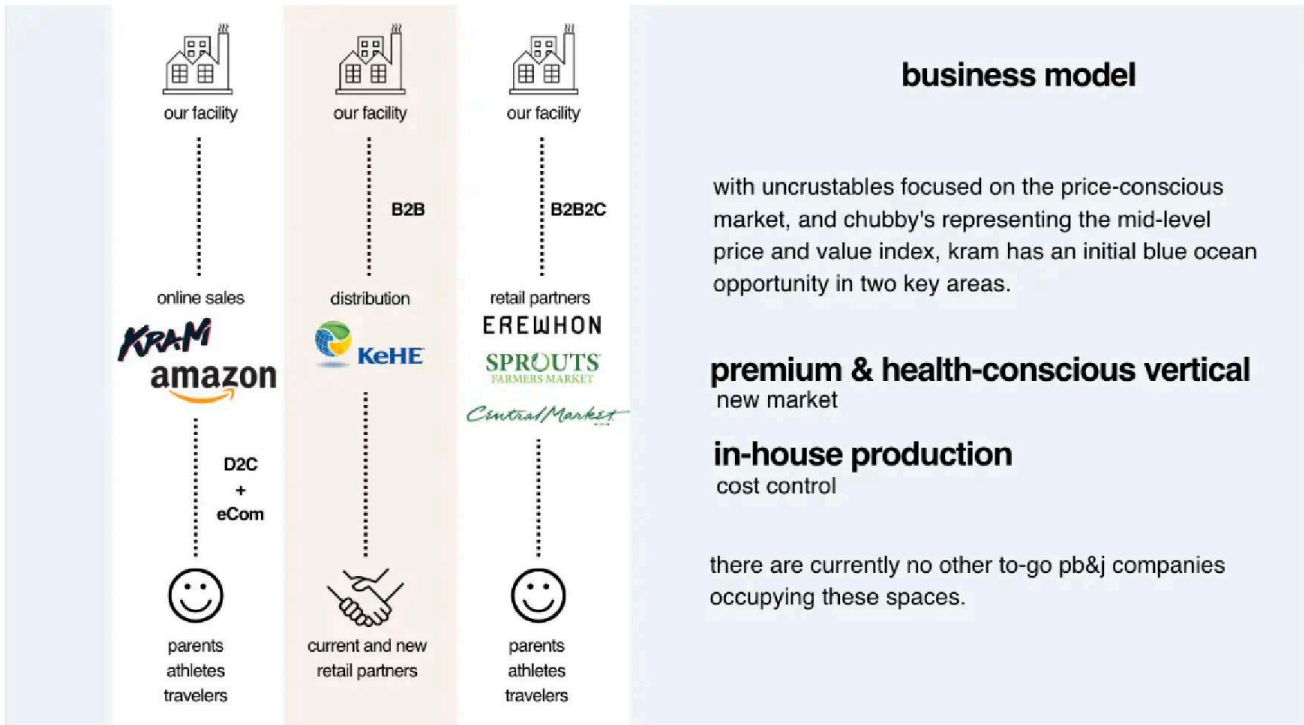 our facility
online sales
KRAM
amazon
D2C
+
eCom
parents
athletes
travelers
our facility
B2B
distribution
KeHE
current and new
retail partners
our facility
B2B2C
retail partners
EREWHON
SPROUTS
FARMERS MARKET
Central Market
parents
athletes
travelers
business model
with uncrustables focused on the price-conscious
market, and chubby's representing the mid-level
price and value index, kram has an initial blue ocean
opportunity in two key areas.
premium & health-conscious vertical
new market
in-house production
cost control
there are currently no other to-go pb&j companies
occupying these spaces.